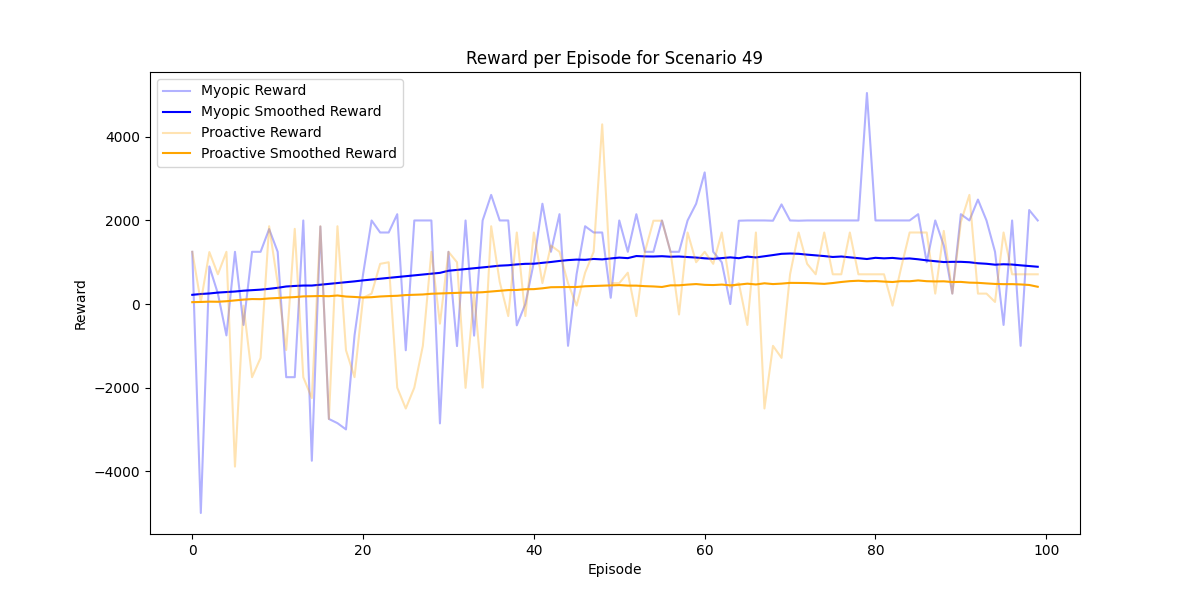 Reward per Episode for Scenario 49
Myopic Reward
Myopic Smoothed Reward
Proactive Reward
Proactive Smoothed Reward
4000
2000
0
−2000
−4000
Reward
0 20 40 60 80 100
Episode